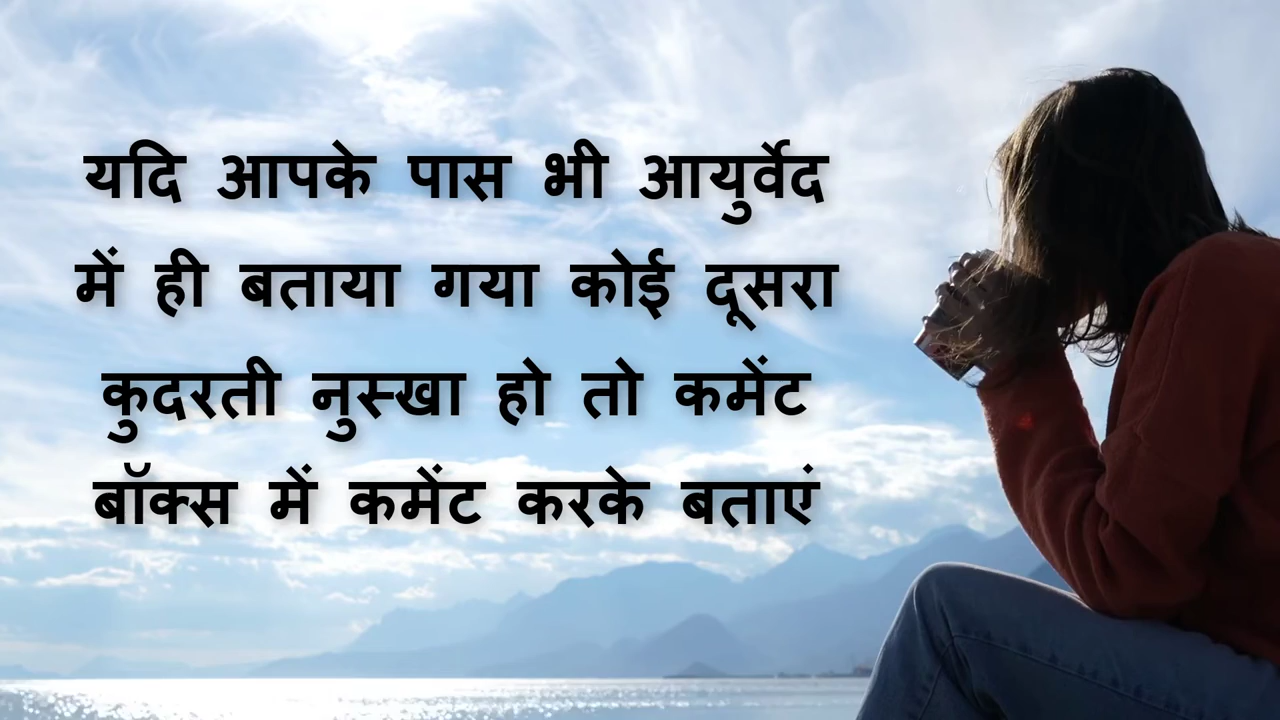 यदि आपके पास भी आयुर्वेद
में ही बताया गया कोई दूसरा
कुदरती नुस्खा हो तो कमेंट
बॉक्स में कमेंट करके बताएं